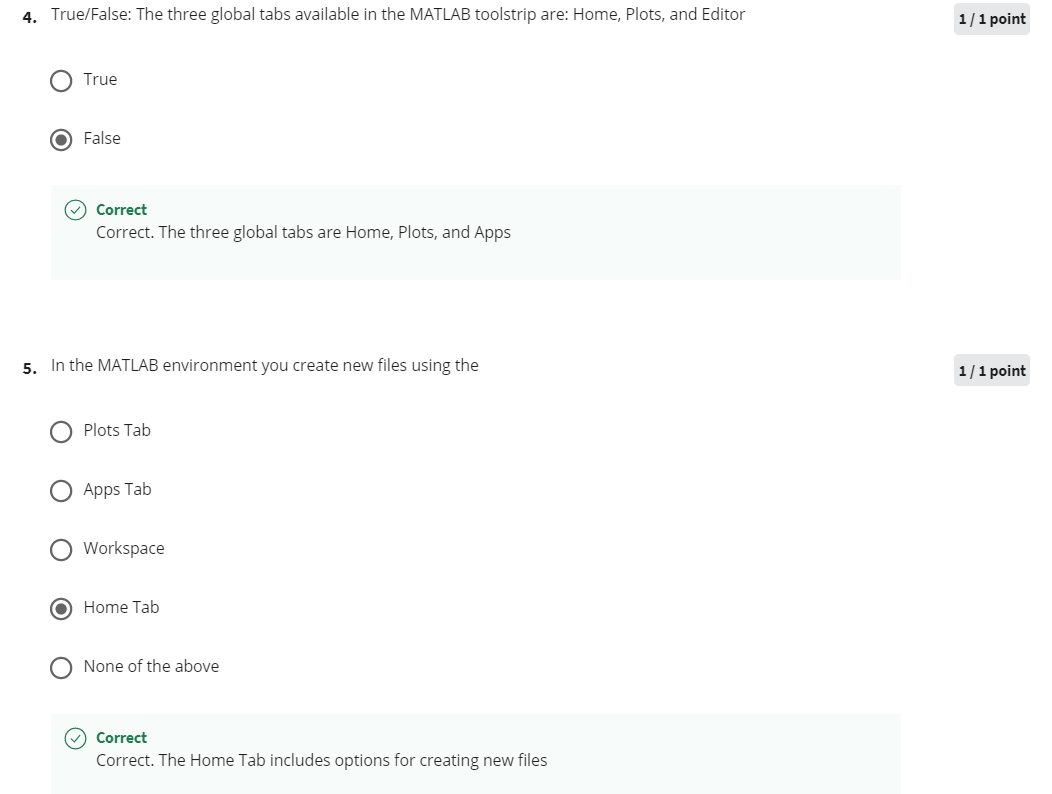 4. True/False: The three global tabs available in the MATLAB toolstrip are: Home, Plots, and Editor
1 / 1 point
True
False
Correct
Correct. The three global tabs are Home, Plots, and Apps
5. In the MATLAB environment you create new files using the
1 / 1 point
Plots Tab
Apps Tab
Workspace
Home Tab
None of the above
Correct
Correct. The Home Tab includes options for creating new files